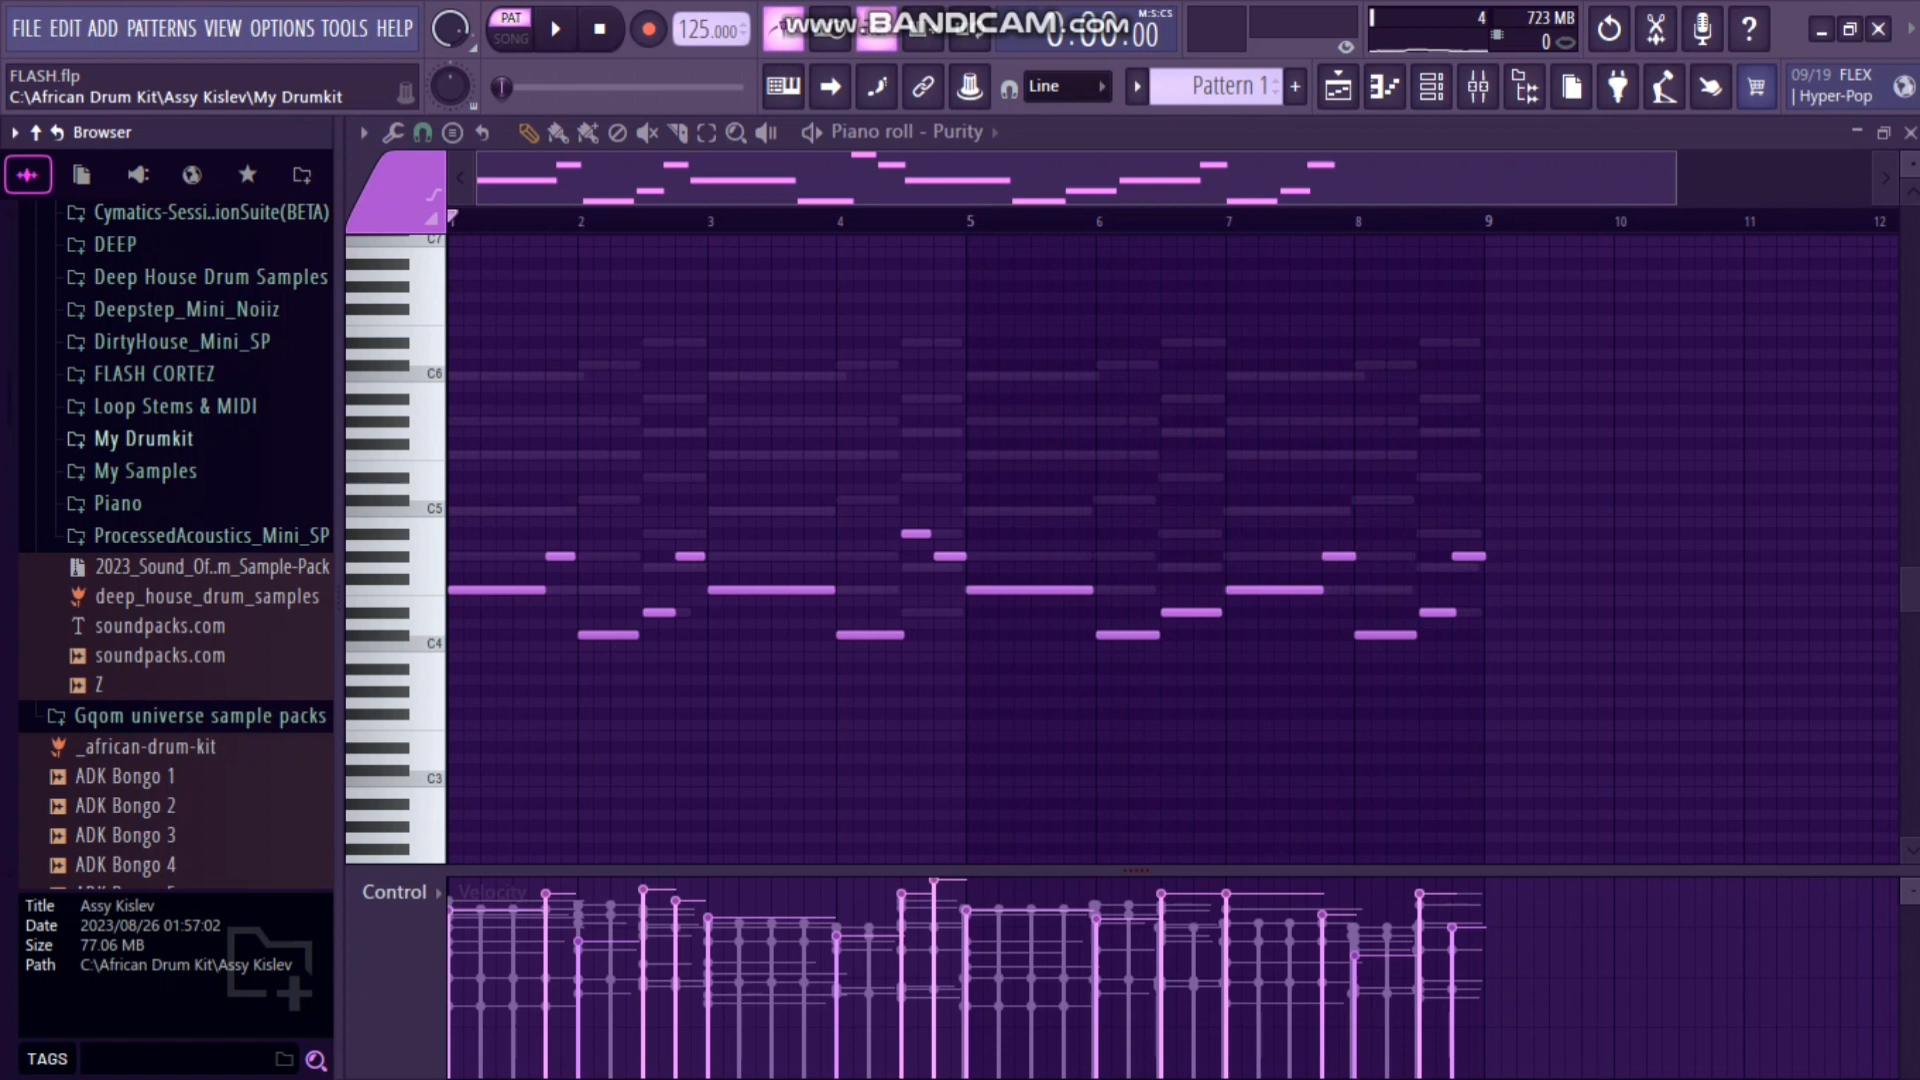 FILE EDIT ADD PATTERNS VIEW OPTIONS TOOLS HELP
PAT
SONG
125.000
www.BANDICAM.com
M:S:CS
0:00:00
4
723 MB
0
FLASH.flp
C:\African Drum Kit\Assy Kislev\My Drumkit
Line
Pattern 1
+
09/19 FLEX
| Hyper-Pop
Browser
Piano roll - Purity
Cymatics-Sessi..ionSuite(BETA)
DEEP
Deep House Drum Samples
Deepstep_Mini_Noiiz
DirtyHouse_Mini_SP
FLASH CORTEZ
Loop Stems & MIDI
My Drumkit
My Samples
Piano
ProcessedAcoustics_Mini_SP
2023_Sound_Of..m_Sample-Pack
deep_house_drum_samples
soundpacks.com
soundpacks.com
Z
Gqom universe sample packs
_african-drum-kit
ADK Bongo 1
ADK Bongo 2
ADK Bongo 3
ADK Bongo 4
2 3 4 5 6 7 8 9 10 11 12
C7
C6
C5
C4
C3
Control
Velocity
Title Assy Kislev
Date 2023/08/26 01:57:02
Size 77.06 MB
Path C:\African Drum Kit\Assy Kislev
TAGS